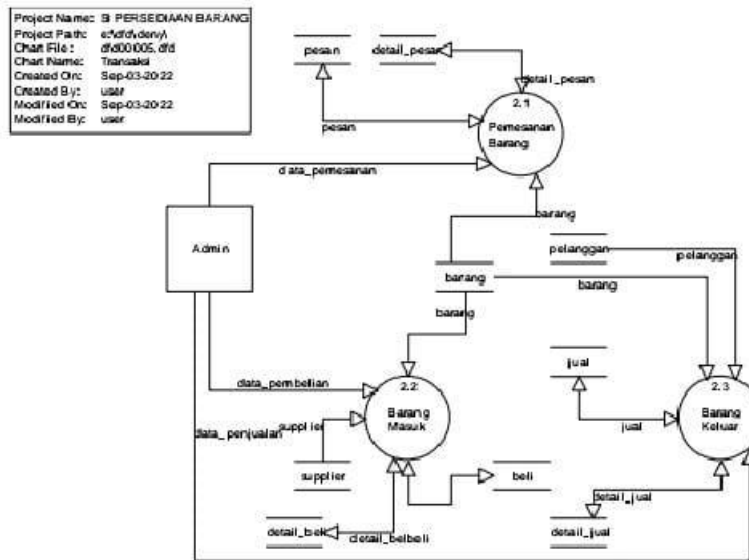 Project Name: SI PERSEIDIAAN BARANG
Project Path: e:\dfd\deny\
Chart File: dfd00005.dfd
Chart Name: Transaksi
Created On: Sep-03-2022
Created By: user
Modified On: Sep-03-2022
Modified By: user
pesan
detail_pesan
detail_pesan
pesan
2.1
Pemesanan
Barang
data_pemesanan
Admin
barang
pelanggan
pelanggan
barang
barang
barang
jual
data_pembelian
2.2
Barang
Masuk
2.3
Barang
Keluar
supplier
data_penjualan
jual
supplier
beli
detail_jual
detail_beli
detail_belbeli
detail_jual